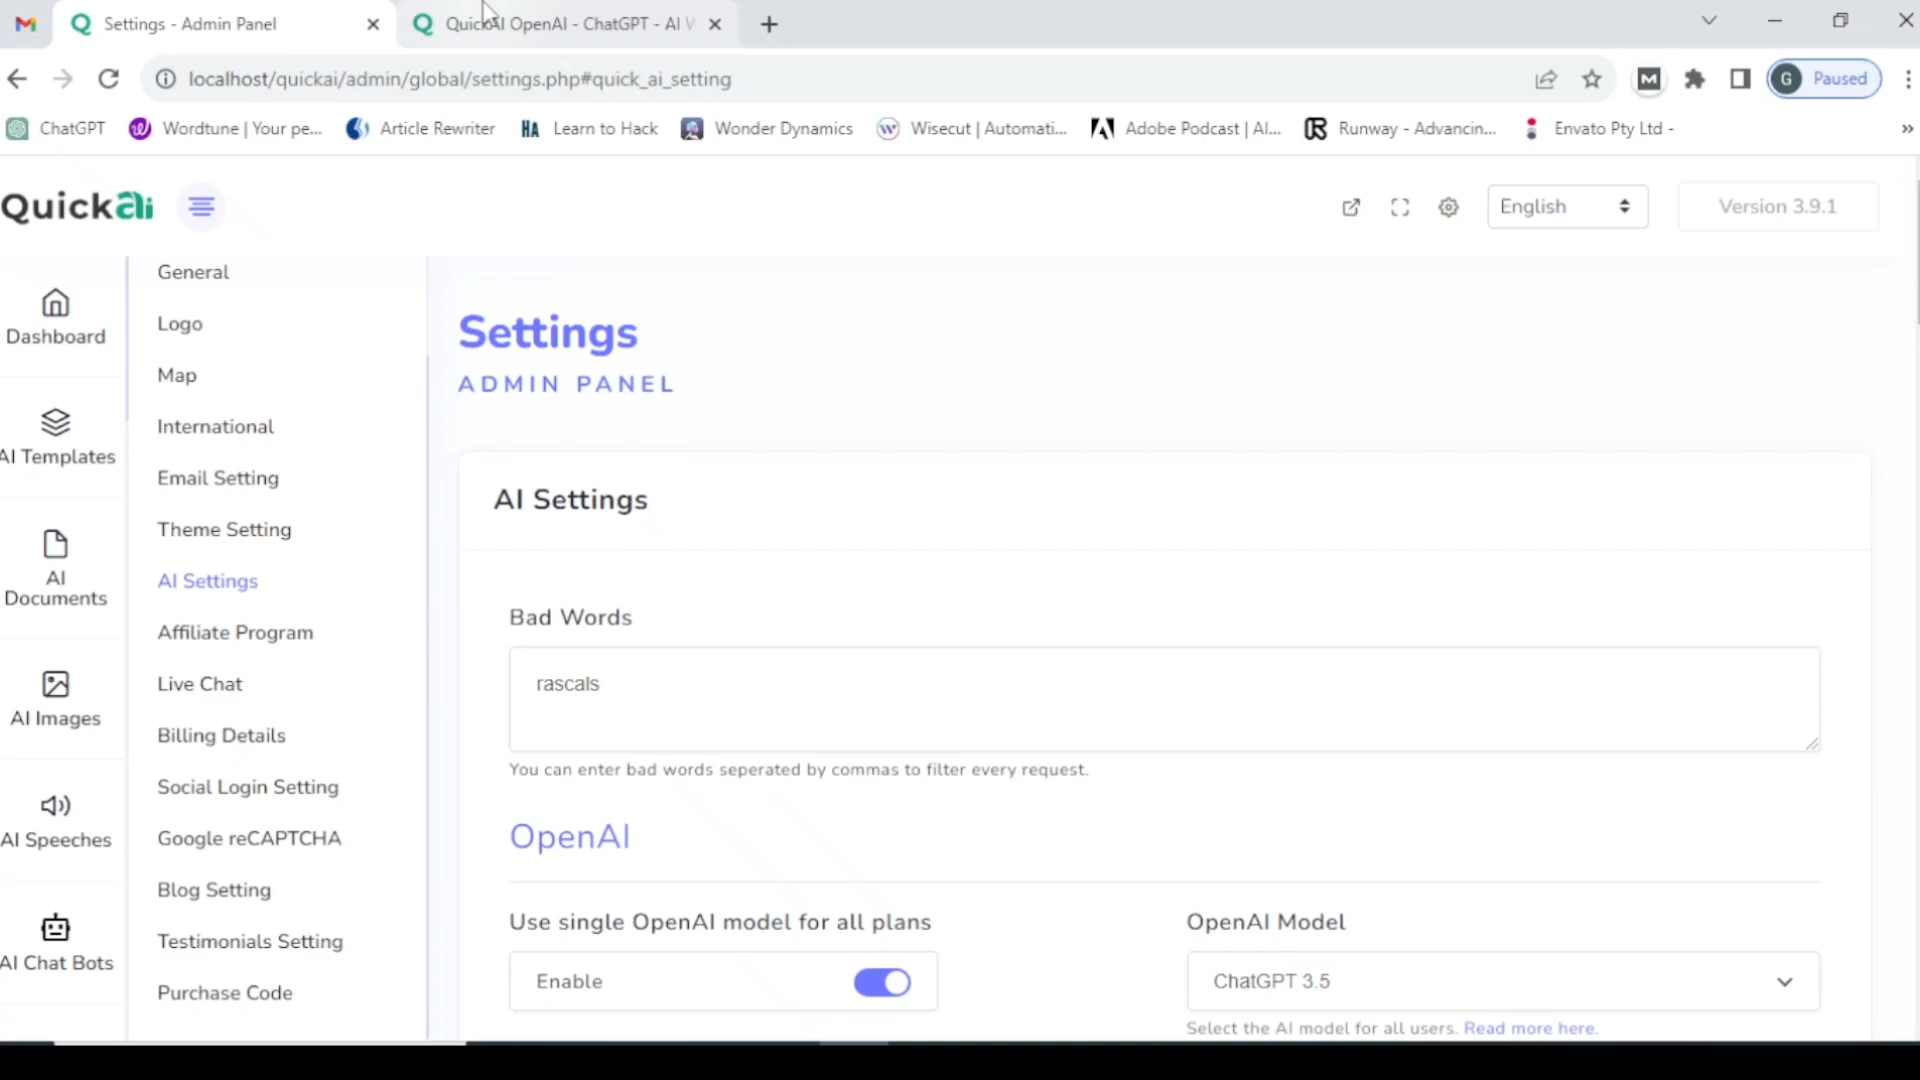 Settings - Admin Panel
QuickAI OpenAI - ChatGPT - AI W
localhost/quickai/admin/global/settings.php#quick_ai_setting
G Paused
ChatGPT
Wordtune | Your pe...
Article Rewriter
HA Learn to Hack
Wonder Dynamics
Wisecut | Automati...
Adobe Podcast | AI...
Runway - Advancin...
Envato Pty Ltd -
»
Quickai
English
Version 3.9.1
Dashboard
AI Templates
AI
Documents
AI Images
AI Speeches
AI Chat Bots
General
Logo
Map
International
Email Setting
Theme Setting
AI Settings
Affiliate Program
Live Chat
Billing Details
Social Login Setting
Google reCAPTCHA
Blog Setting
Testimonials Setting
Purchase Code
Settings
ADMIN PANEL
AI Settings
Bad Words
rascals
You can enter bad words seperated by commas to filter every request.
OpenAI
Use single OpenAI model for all plans
Enable
OpenAI Model
ChatGPT 3.5
Select the AI model for all users. Read more here.